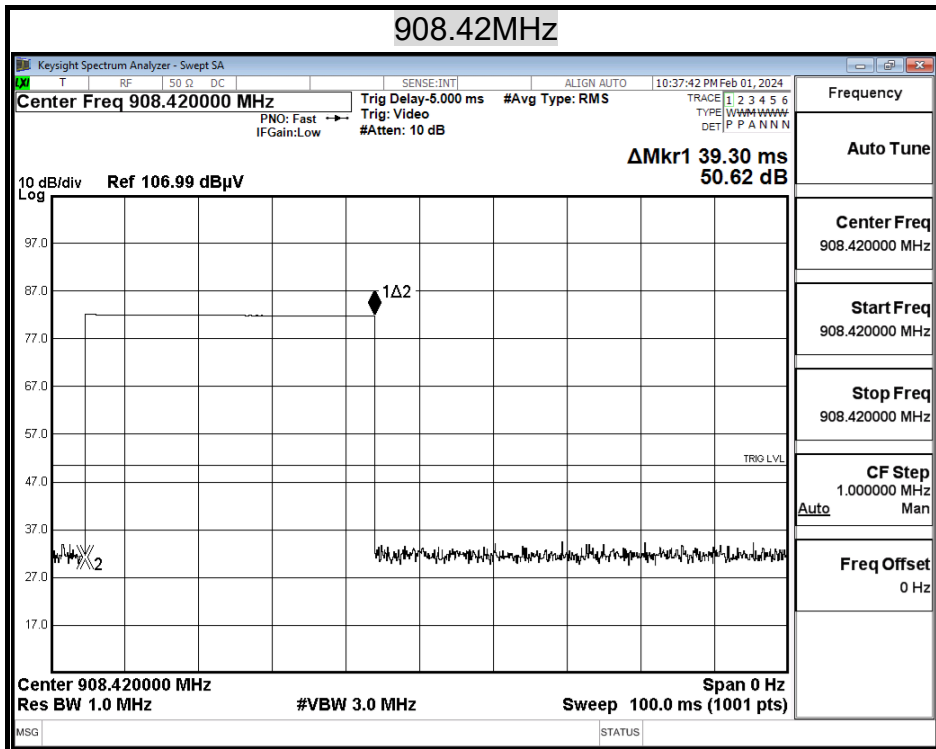 908.42MHz
Keysight Spectrum Analyzer - Swept SA
LXI T RF 50 Ω DC SENSE:INT ALIGN AUTO 10:37:42 PM Feb 01, 2024
Center Freq 908.420000 MHz
PNO: Fast
IFGain:Low
Trig Delay-5.000 ms
Trig: Video
#Atten: 10 dB
#Avg Type: RMS
TRACE 1 2 3 4 5 6
TYPE WWMWWWW
DET P P A N N N
ΔMkr1 39.30 ms
50.62 dB
10 dB/div Ref 106.99 dBµV
Log
97.0
87.0
77.0
67.0
57.0
47.0
37.0
27.0
17.0
1Δ2
TRIG LVL
2
Center 908.420000 MHz Span 0 Hz
Res BW 1.0 MHz #VBW 3.0 MHz Sweep 100.0 ms (1001 pts)
MSG STATUS
Frequency
Auto Tune
Center Freq
908.420000 MHz
Start Freq
908.420000 MHz
Stop Freq
908.420000 MHz
CF Step
1.000000 MHz
Auto Man
Freq Offset
0 Hz